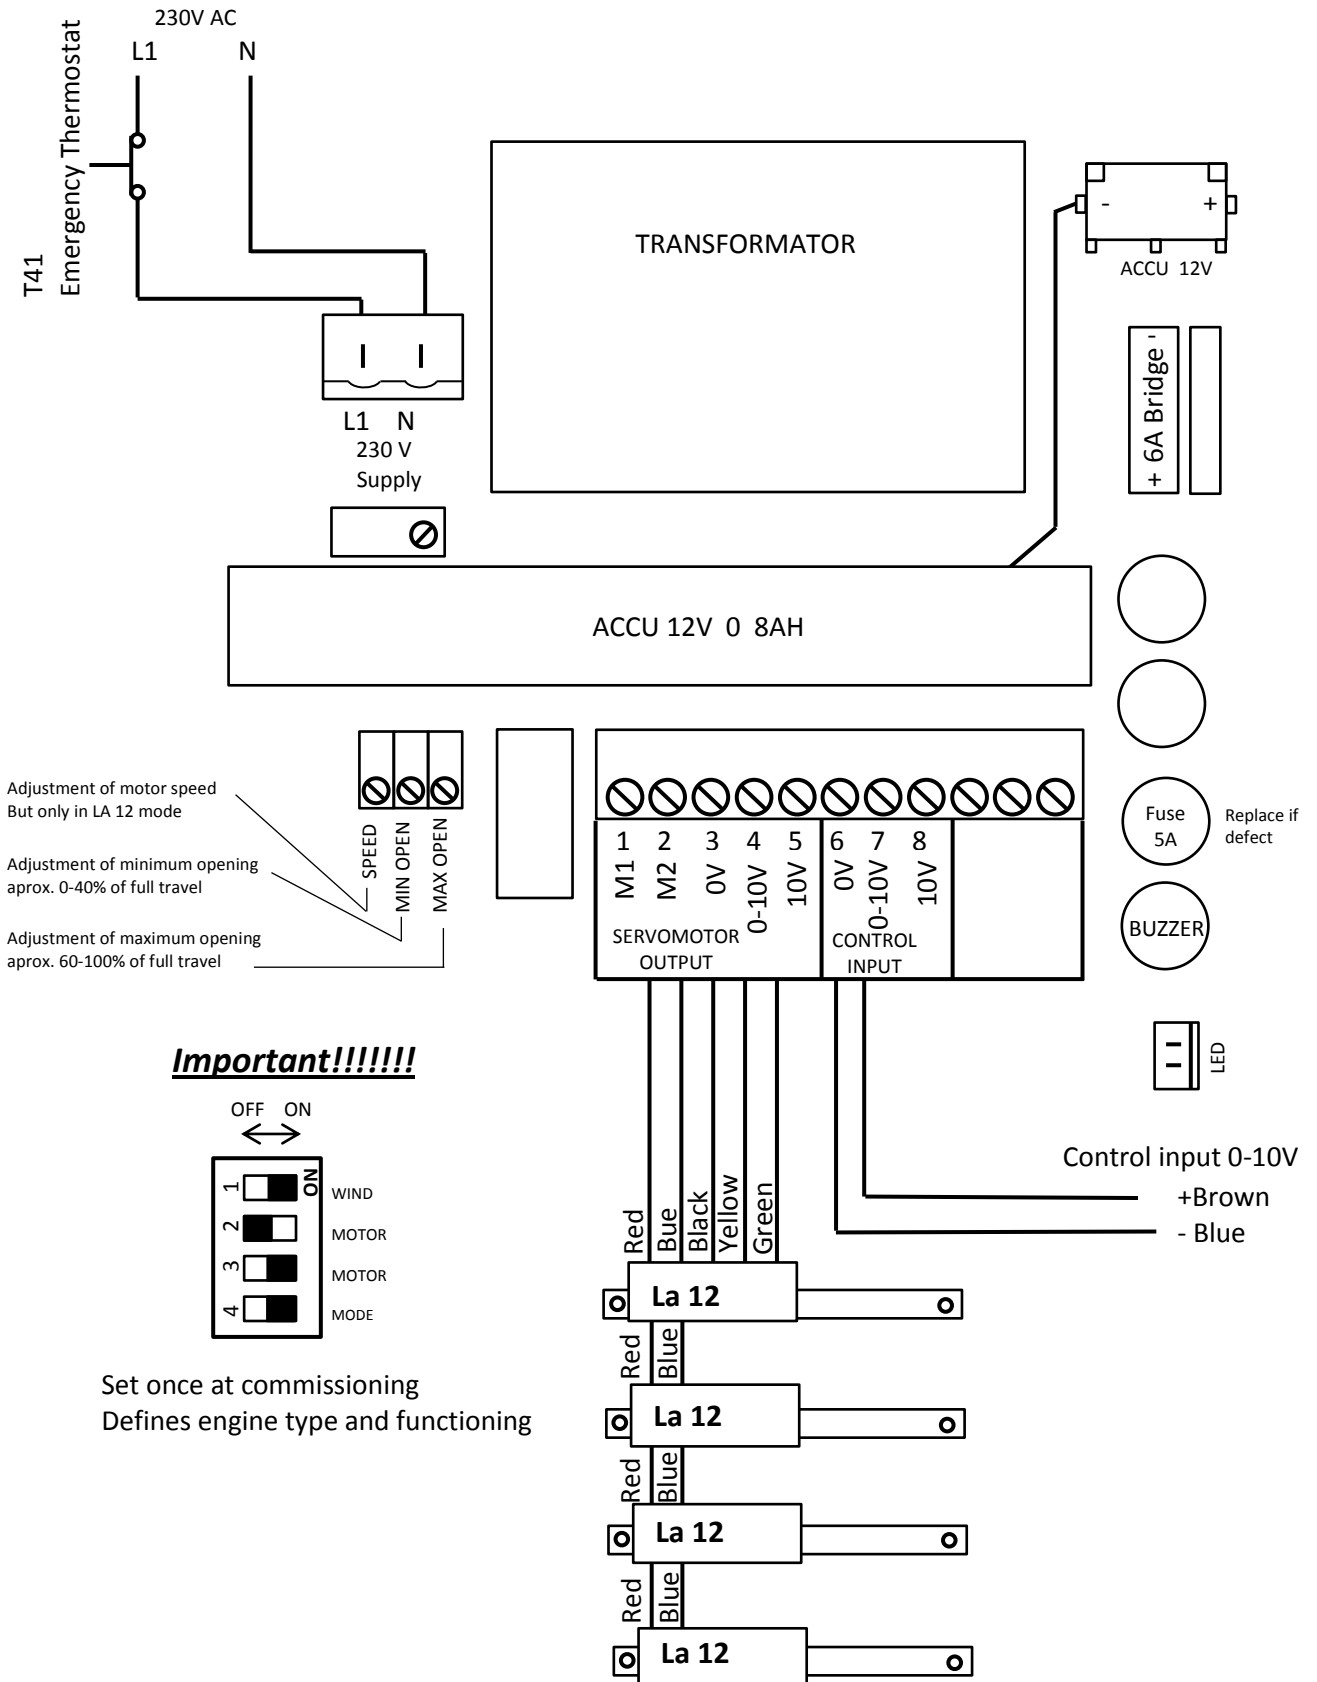 230V AC
L1 N
T41
Emergency Thermostat
TRANSFORMATOR
- +
ACCU 12V
L1 N
230 V
Supply
+ 6A Bridge -
ACCU 12V 0 8AH
Adjustment of motor speed
But only in LA 12 mode
Adjustment of minimum opening
aprox. 0-40% of full travel
Adjustment of maximum opening
aprox. 60-100% of full travel
SPEED
MIN OPEN
MAX OPEN
1 2 3 4 5 6 7 8
M1 M2 0V 0-10V 10V 0V 0-10V 10V
SERVOMOTOR
OUTPUT
CONTROL
INPUT
Fuse
5A
Replace if
defect
BUZZER
LED
Important!!!!!!!
OFF ON
ON
1 WIND
2 MOTOR
3 MOTOR
4 MODE
Set once at commissioning
Defines engine type and functioning
Control input 0-10V
+Brown
- Blue
Red Bue Black Yellow Green
La 12
Red Blue
La 12
Red Blue
La 12
Red Blue
La 12